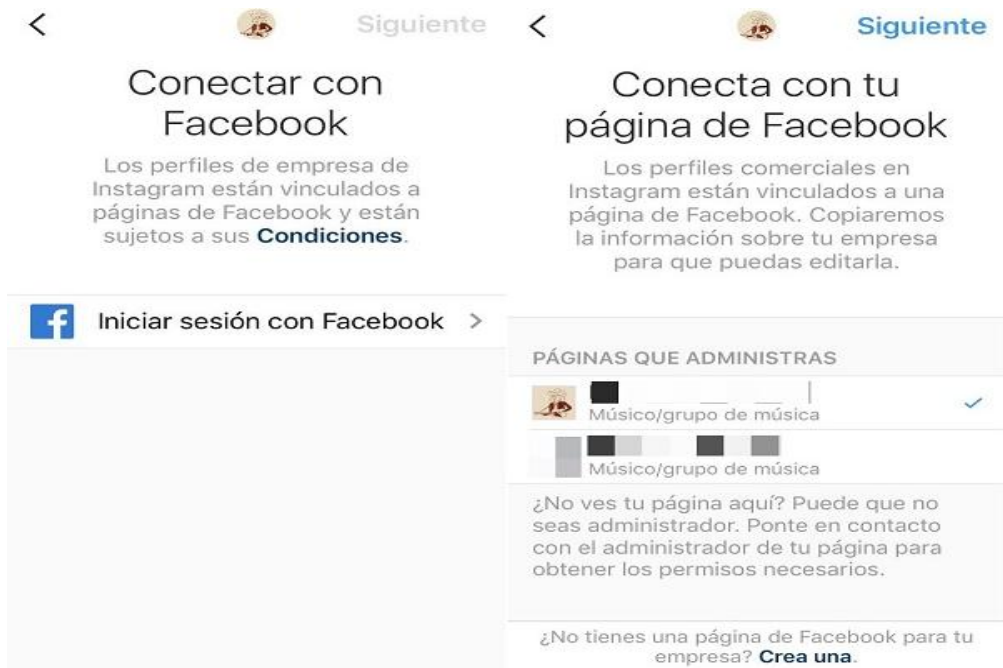 Siguiente
Conectar con
Facebook
Los perfiles de empresa de
Instagram están vinculados a
páginas de Facebook y están
sujetos a sus Condiciones.
Iniciar sesión con Facebook
Siguiente
Conecta con tu
página de Facebook
Los perfiles comerciales en
Instagram están vinculados a una
página de Facebook. Copiaremos
la información sobre tu empresa
para que puedas editarla.
PÁGINAS QUE ADMINISTRAS
Músico/grupo de música
Músico/grupo de música
¿No ves tu página aquí? Puede que no
seas administrador. Ponte en contacto
con el administrador de tu página para
obtener los permisos necesarios.
¿No tienes una página de Facebook para tu
empresa? Crea una.